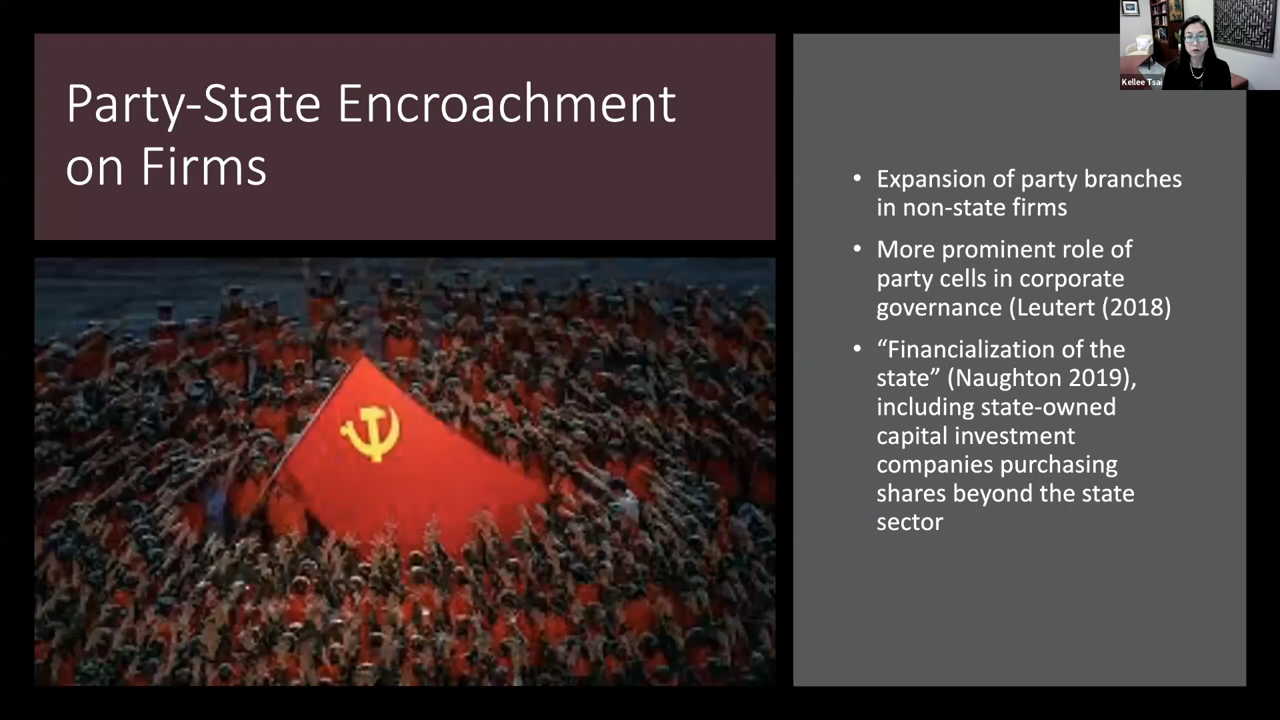 Party-State Encroachment
on Firms
• Expansion of party branches
in non-state firms
• More prominent role of
party cells in corporate
governance (Leutert (2018)
• “Financialization of the
state” (Naughton 2019),
including state-owned
capital investment
companies purchasing
shares beyond the state
sector
Kellee Tsai